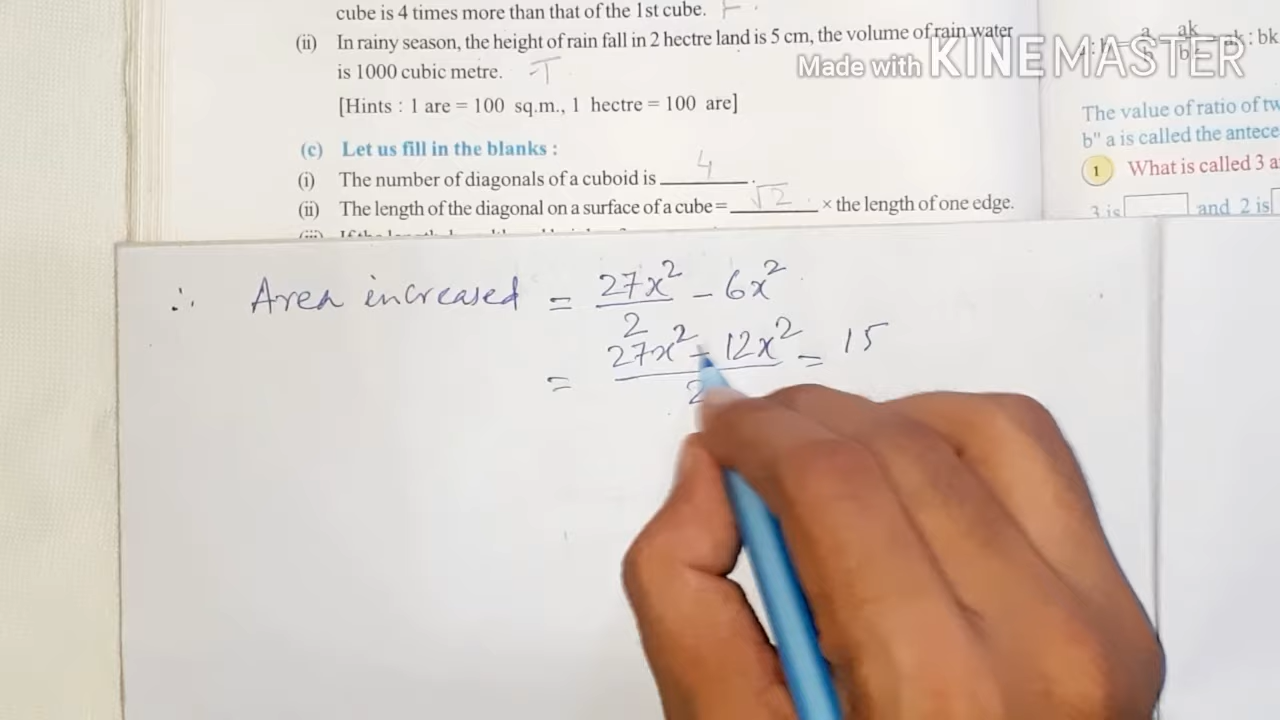 cube is 4 times more than that of the 1st cube. F.
(ii) In rainy season, the height of rain fall in 2 hectre land is 5 cm, the volume of rain water
is 1000 cubic metre. T
[Hints : 1 are = 100 sq.m., 1 hectre = 100 are]
(c) Let us fill in the blanks :
(i) The number of diagonals of a cuboid is 4.
(ii) The length of the diagonal on a surface of a cube = √2 × the length of one edge.
Made with KINEMASTER
ak : bk
The value of ratio of tw
b" a is called the antece
1 What is called 3 a
3 is and 2 is
∴ Area increased = 27x²/2 - 6x²
= 27x² - 12x²/2 = 15